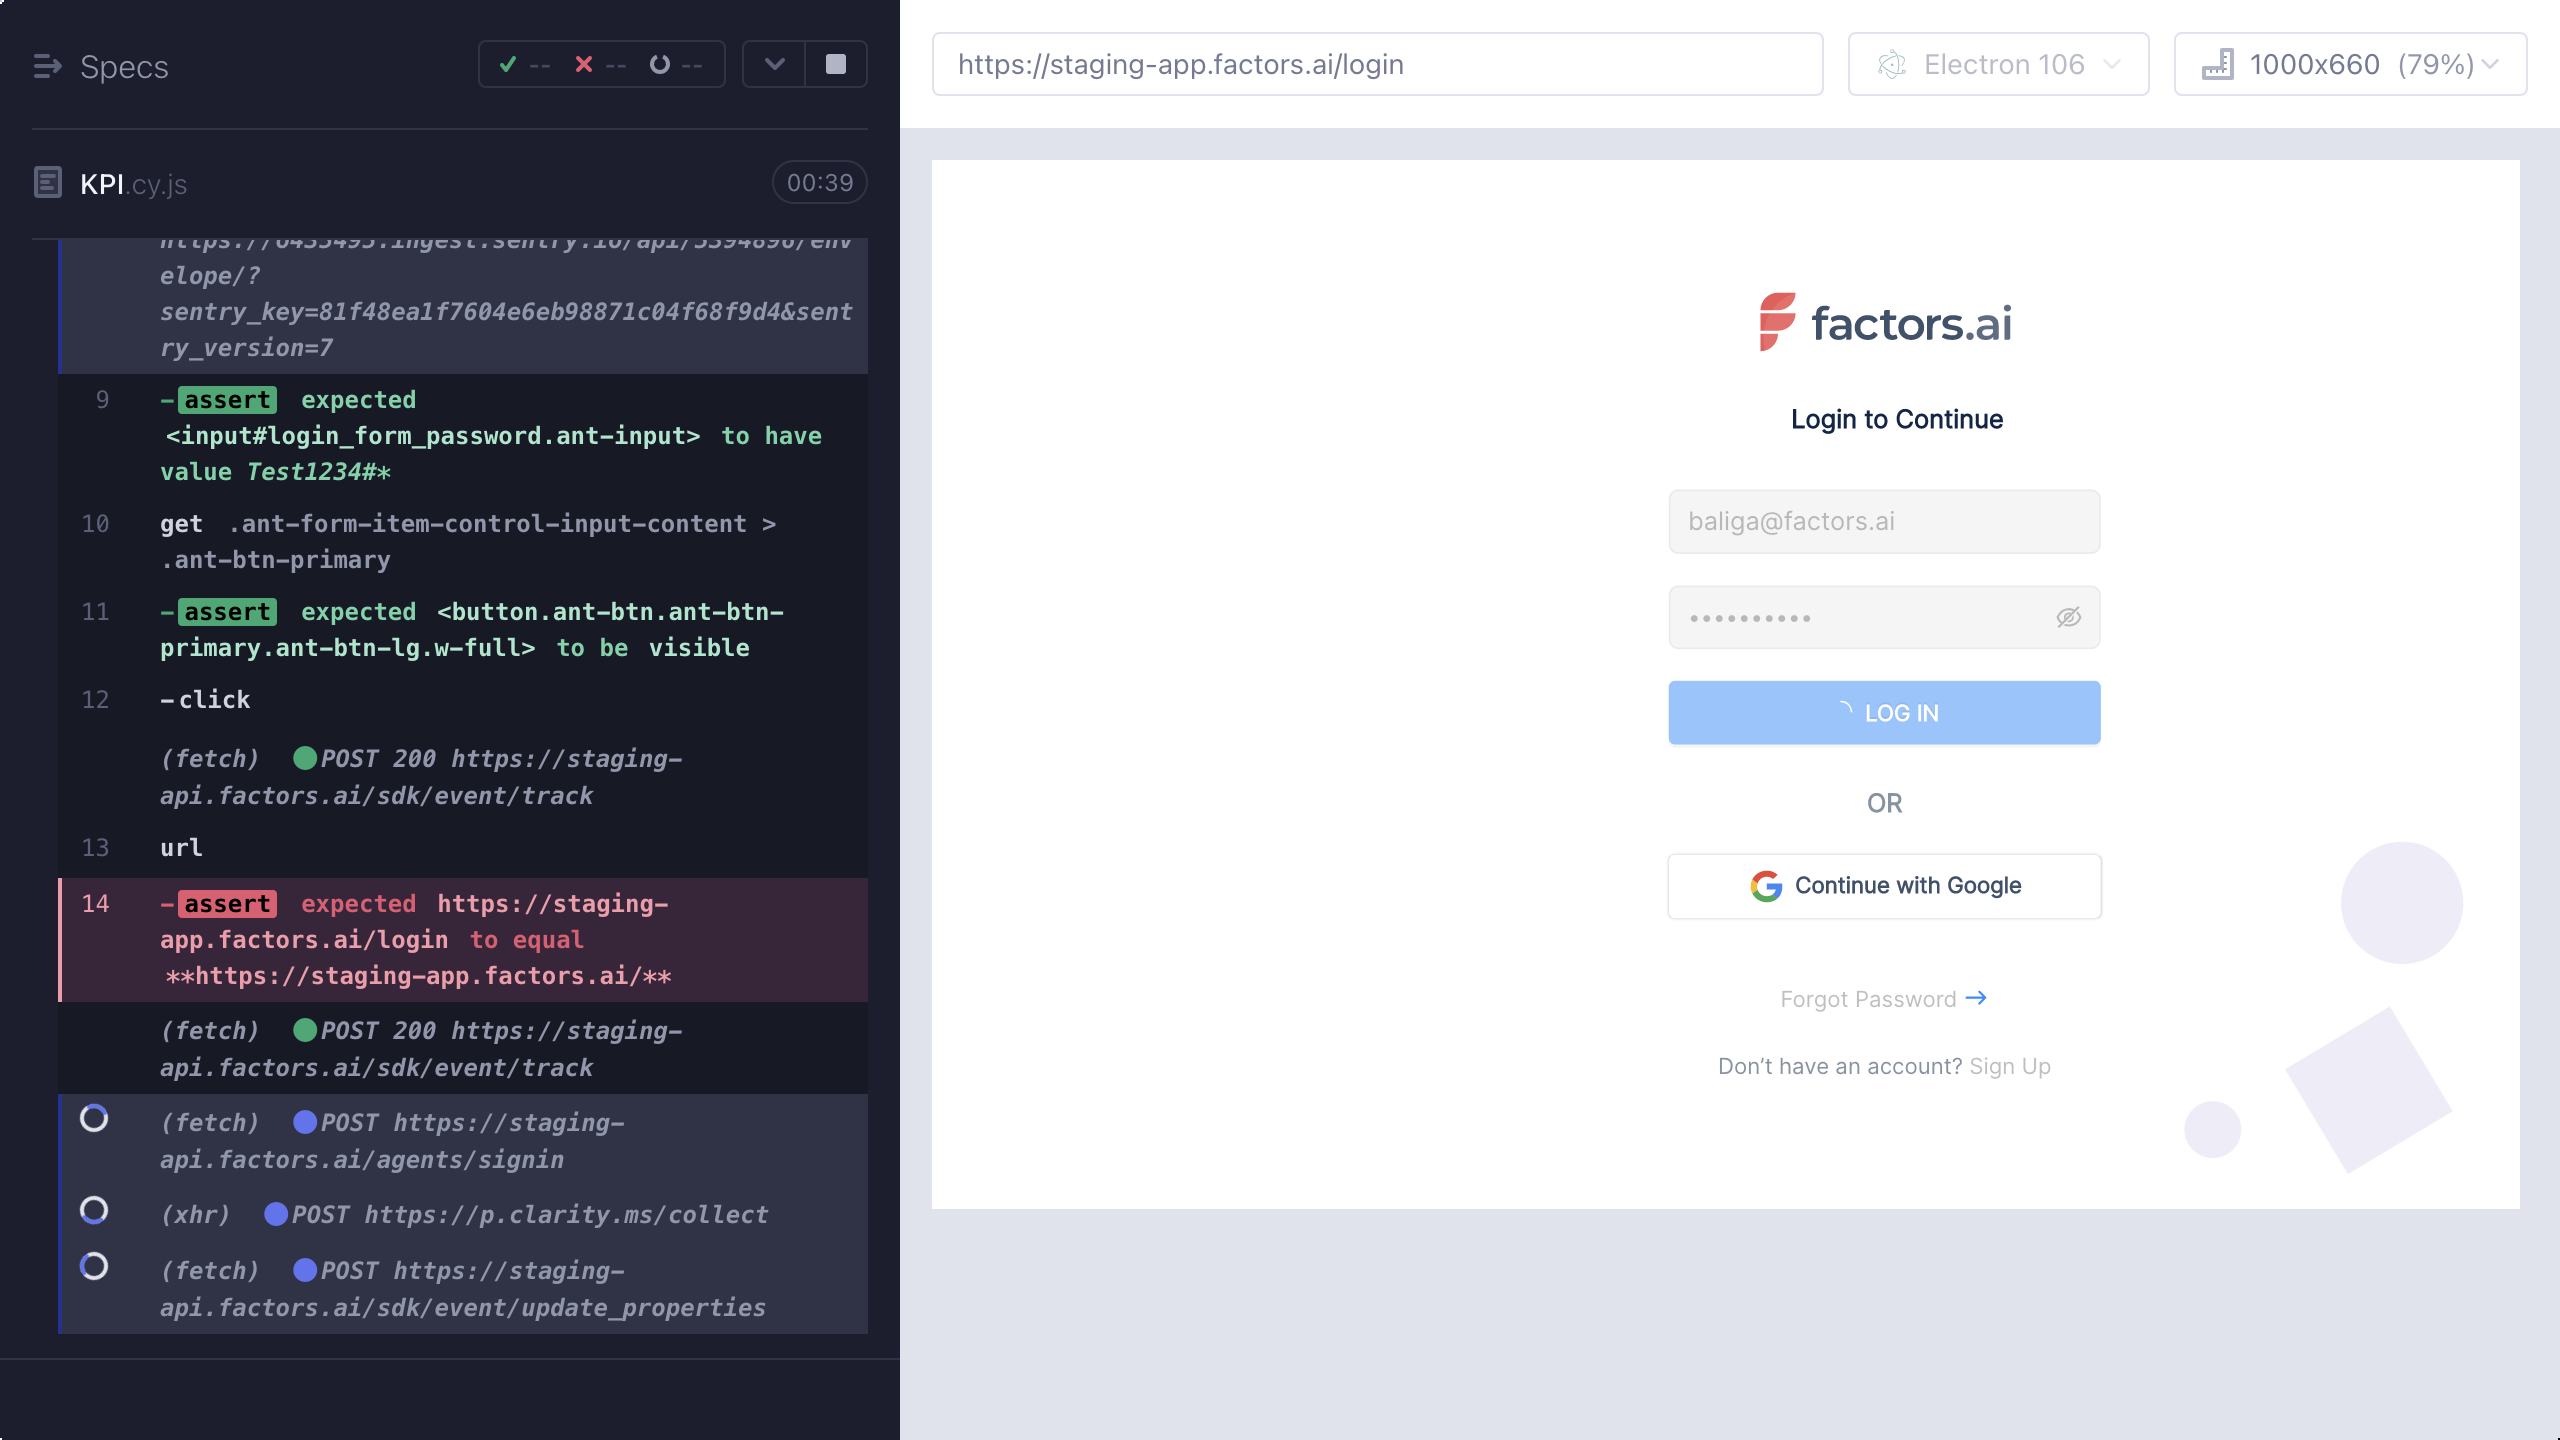 Specs
-- -- --
KPI.cy.js
00:39
elope/?
sentry_key=81f48ea1f7604e6eb98871c04f68f9d4&sent
ry_version=7
9 -assert expected
<input#login_form_password.ant-input> to have
value Test1234#*
10 get .ant-form-item-control-input-content >
.ant-btn-primary
11 -assert expected <button.ant-btn.ant-btn-
primary.ant-btn-lg.w-full> to be visible
12 -click
(fetch) POST 200 https://staging-
api.factors.ai/sdk/event/track
13 url
14 -assert expected https://staging-
app.factors.ai/login to equal
**https://staging-app.factors.ai/**
(fetch) POST 200 https://staging-
api.factors.ai/sdk/event/track
(fetch) POST https://staging-
api.factors.ai/agents/signin
(xhr) POST https://p.clarity.ms/collect
(fetch) POST https://staging-
api.factors.ai/sdk/event/update_properties
https://staging-app.factors.ai/login
Electron 106
1000x660 (79%)
factors.ai
Login to Continue
baliga@factors.ai
••••••••••
LOG IN
OR
Continue with Google
Forgot Password →
Don't have an account? Sign Up